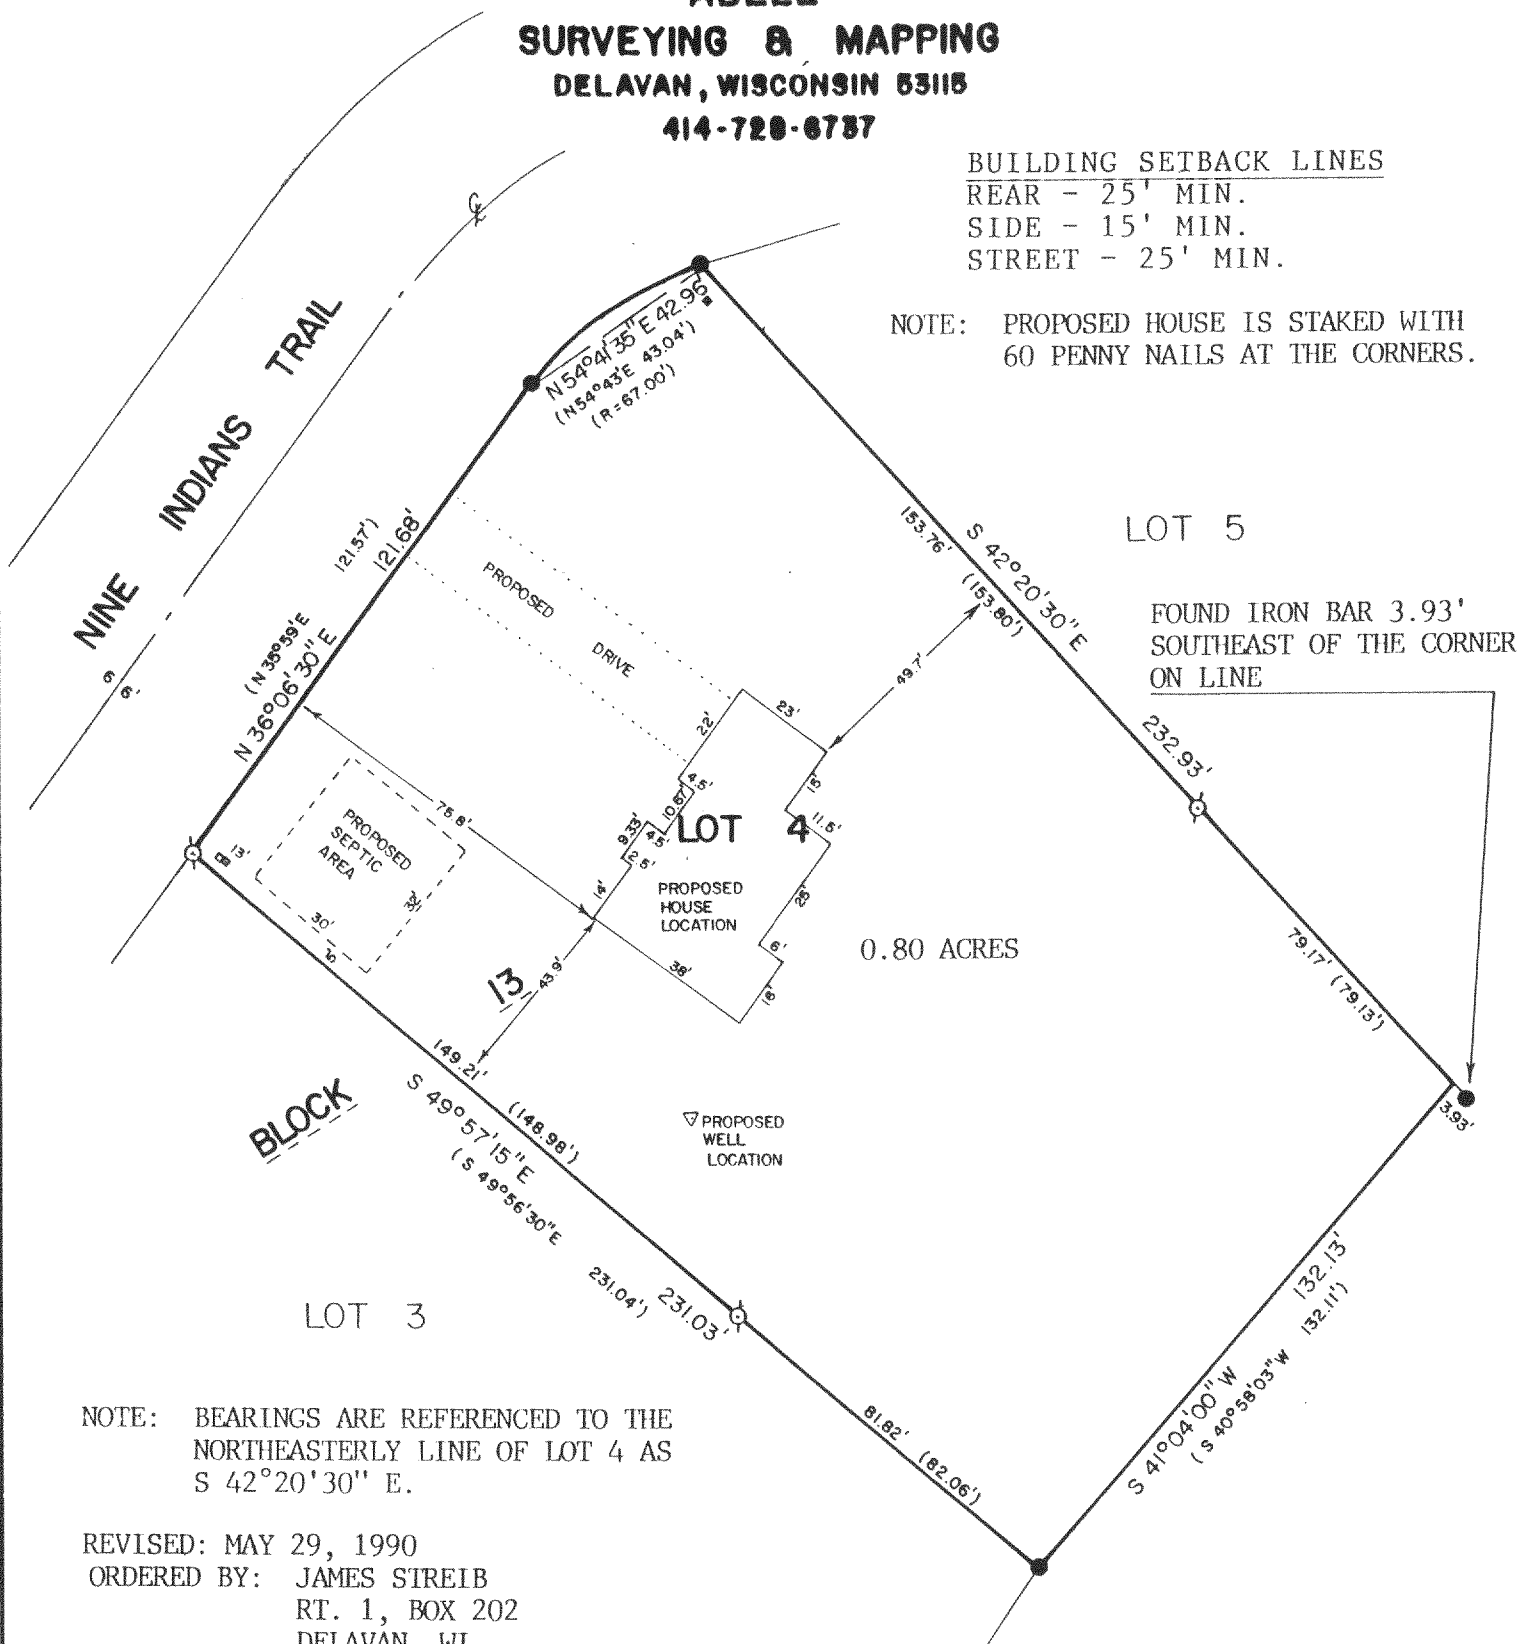 SURVEYING & MAPPING
DELAVAN, WISCONSIN 53115
BUILDING SETBACK LINES
REAR - 25' MIN.
SIDE - 15' MIN.
STREET - 25' MIN.
NOTE: PROPOSED HOUSE IS STAKED WITH
60 PENNY NAILS AT THE CORNERS.
NINE INDIANS TRAIL
66'
N 54°41'35" E 42.96
(N54°43'E 43.04')
(R=67.00')
(N 35°59'E 121.57')
N 36°06'30" E 121.68'
153.76' (153.80')
S 42°20'30" E 232.93'
79.17' (79.13')
LOT 5
FOUND IRON BAR 3.93'
SOUTHEAST OF THE CORNER
ON LINE
3.93'
PROPOSED DRIVE
49.7'
23'
22'
15'
4.5'
10.67'
11.5'
9.33'
4.5'
2.5'
14'
25'
6'
38'
LOT 4
PROPOSED
HOUSE
LOCATION
0.80 ACRES
75.8'
PROPOSED
SEPTIC
AREA
13'
30'
32'
43.9'
BLOCK 13
149.21' (148.98')
S 49°57'15" E 231.03'
(S 49°56'30"E 231.04')
81.82' (82.06')
PROPOSED
WELL
LOCATION
S 41°04'00" W 132.13'
(S 40°58'03"W 132.11')
LOT 3
NOTE: BEARINGS ARE REFERENCED TO THE
NORTHEASTERLY LINE OF LOT 4 AS
S 42°20'30" E.
REVISED: MAY 29, 1990
ORDERED BY: JAMES STREIB
RT. 1, BOX 202
DELAVAN, WI